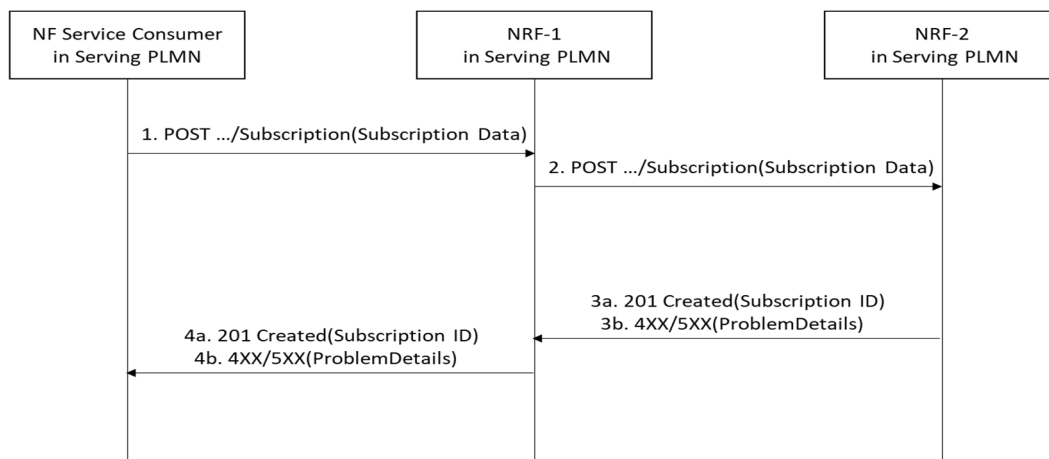 NF Service Consumer
in Serving PLMN
NRF-1
in Serving PLMN
NRF-2
in Serving PLMN
1. POST .../Subscription(Subscription Data)
2. POST .../Subscription(Subscription Data)
3a. 201 Created(Subscription ID)
3b. 4XX/5XX(ProblemDetails)
4a. 201 Created(Subscription ID)
4b. 4XX/5XX(ProblemDetails)